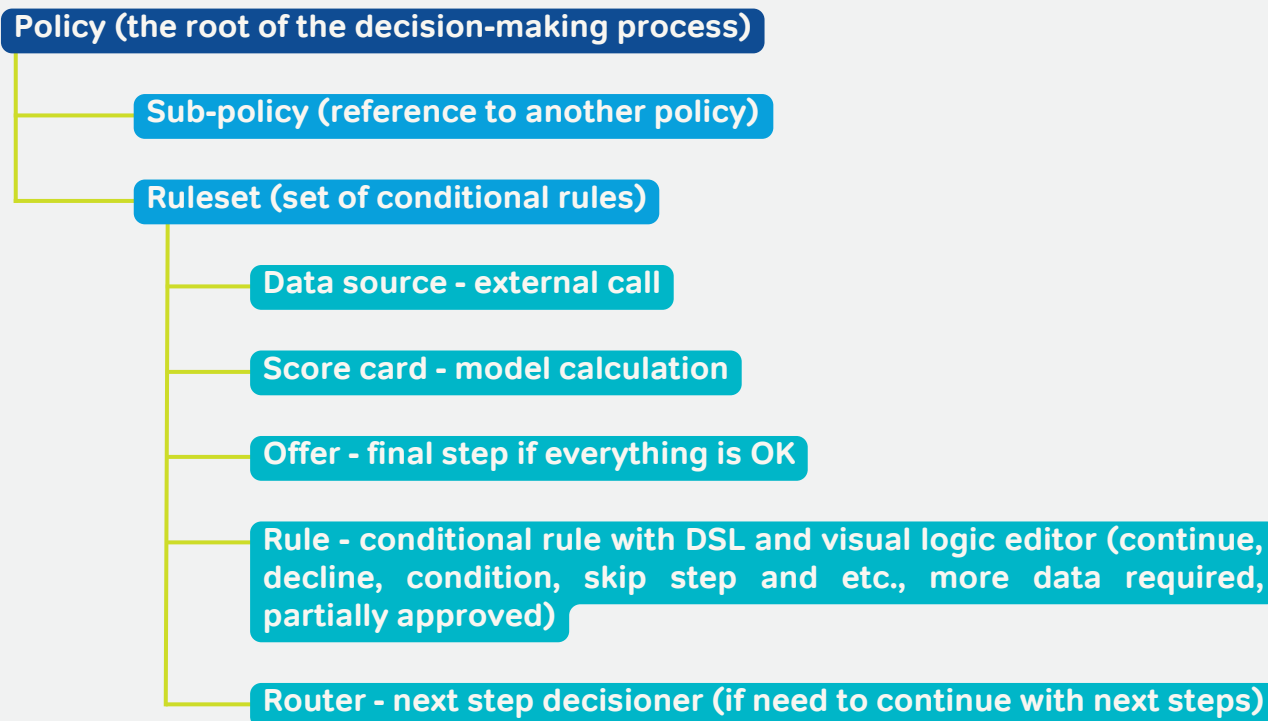 Policy (the root of the decision-making process)
Sub-policy (reference to another policy)
Ruleset (set of conditional rules)
Data source - external call
Score card - model calculation
Offer - final step if everything is OK
Rule - conditional rule with DSL and visual logic editor (continue,
decline, condition, skip step and etc., more data required,
partially approved)
Router - next step decisioner (if need to continue with next steps)